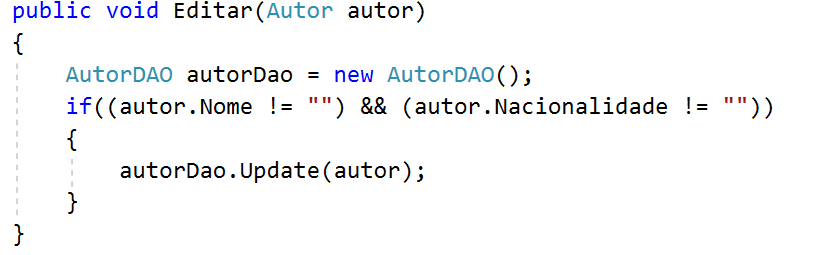 public void Editar(Autor autor)
{
    AutorDAO autorDao = new AutorDAO();
    if((autor.Nome != "") && (autor.Nacionalidade != ""))
    {
        autorDao.Update(autor);
    }
}